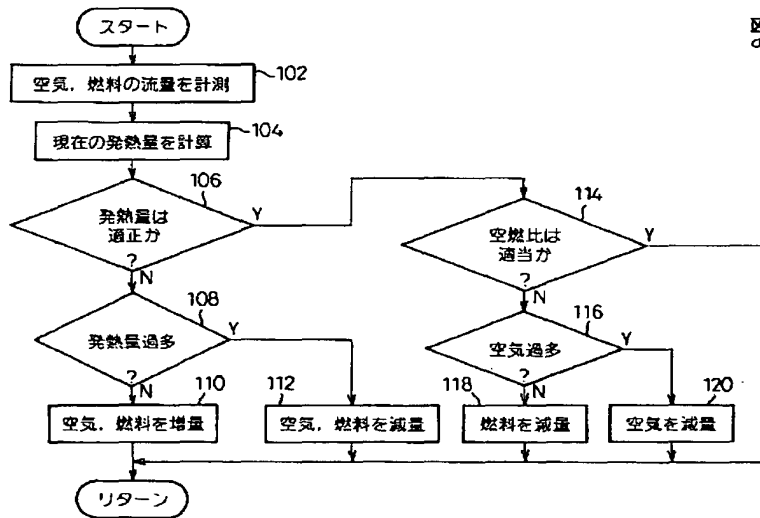 スタート
空気，燃料の流量を計測
102
現在の発熱量を計算
104
発熱量は
適正か
?
106
Y
N
発熱量過多
?
108
Y
N
110
空気，燃料を増量
112
空気，燃料を減量
空燃比は
適当か
?
114
Y
N
空気過多
?
116
Y
N
118
燃料を減量
120
空気を減量
リターン